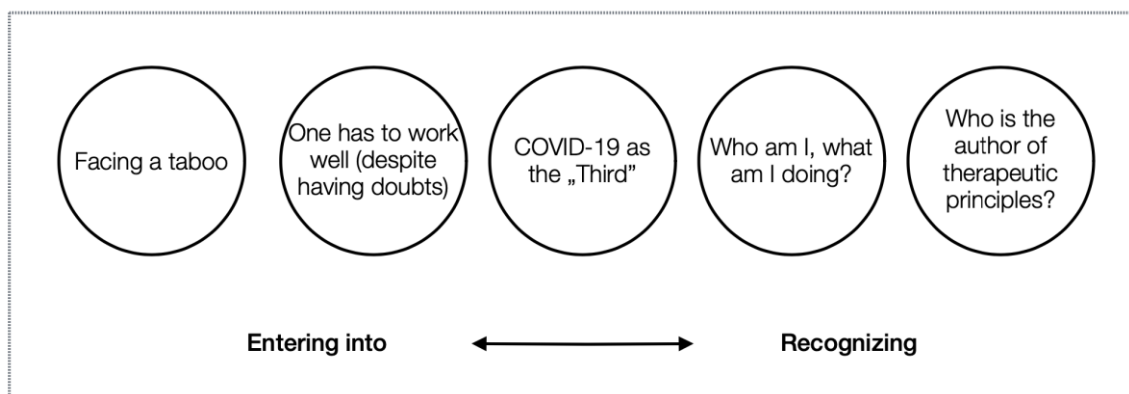 Facing a taboo
One has to work
well (despite
having doubts)
COVID-19 as
the „Third”
Who am I, what
am I doing?
Who is the
author of
therapeutic
principles?
Entering into
Recognizing